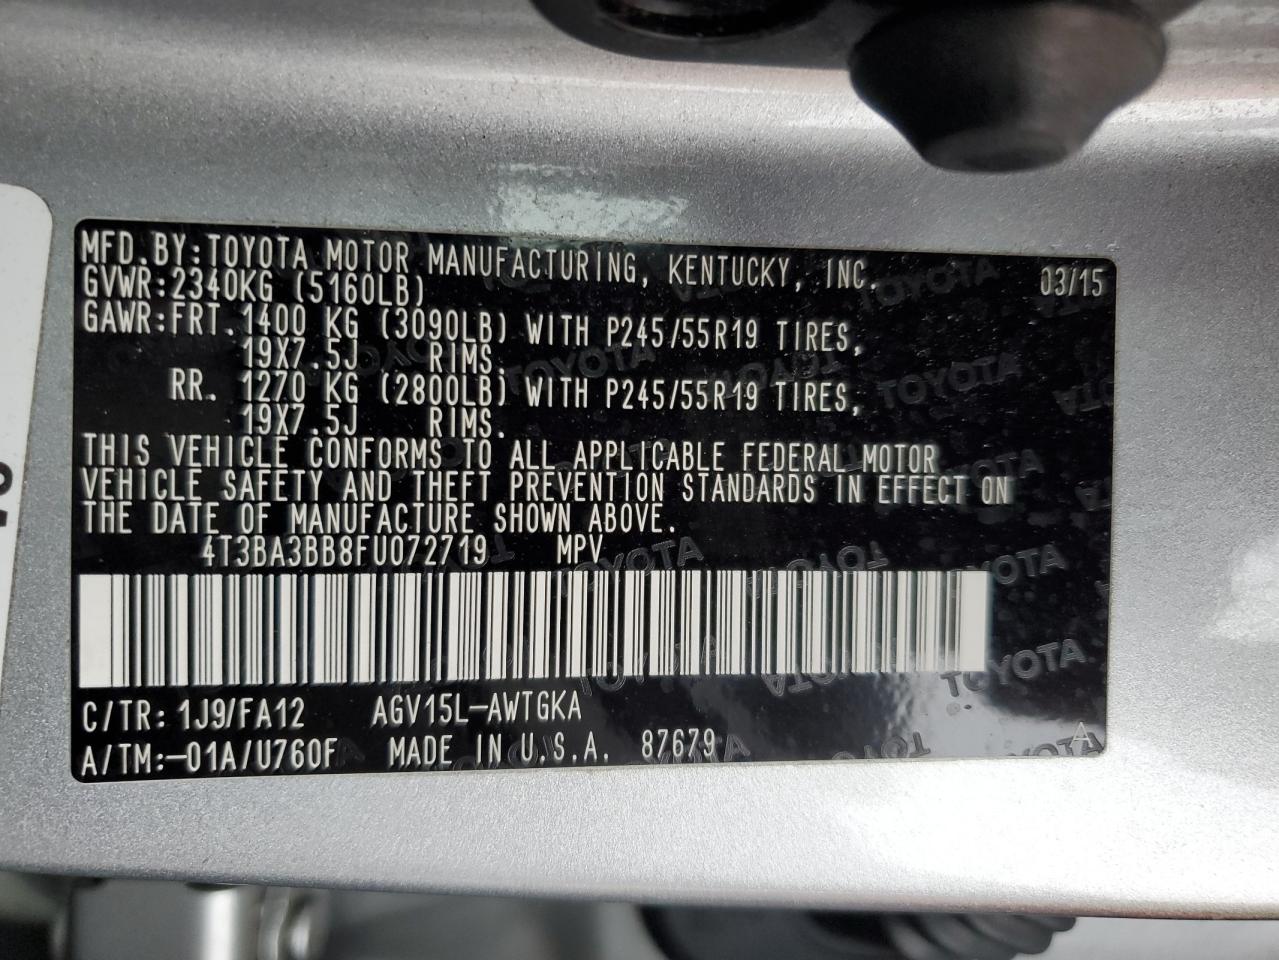 MFD.BY:TOYOTA MOTOR MANUFACTURING, KENTUCKY, INC. 03/15
GVWR:2340KG (5160LB)
GAWR:FRT.1400 KG (3090LB) WITH P245/55R19 TIRES,
19X7.5J RIMS.
RR. 1270 KG (2800LB) WITH P245/55R19 TIRES,
19X7.5J RIMS.
THIS VEHICLE CONFORMS TO ALL APPLICABLE FEDERAL MOTOR
VEHICLE SAFETY AND THEFT PREVENTION STANDARDS IN EFFECT ON
THE DATE OF MANUFACTURE SHOWN ABOVE.
4T3BA3BB8FU072719 MPV
C/TR: 1J9/FA12 AGV15L-AWTGKA
A/TM:-01A/U760F MADE IN U.S.A. 87679 A
TOYOTA